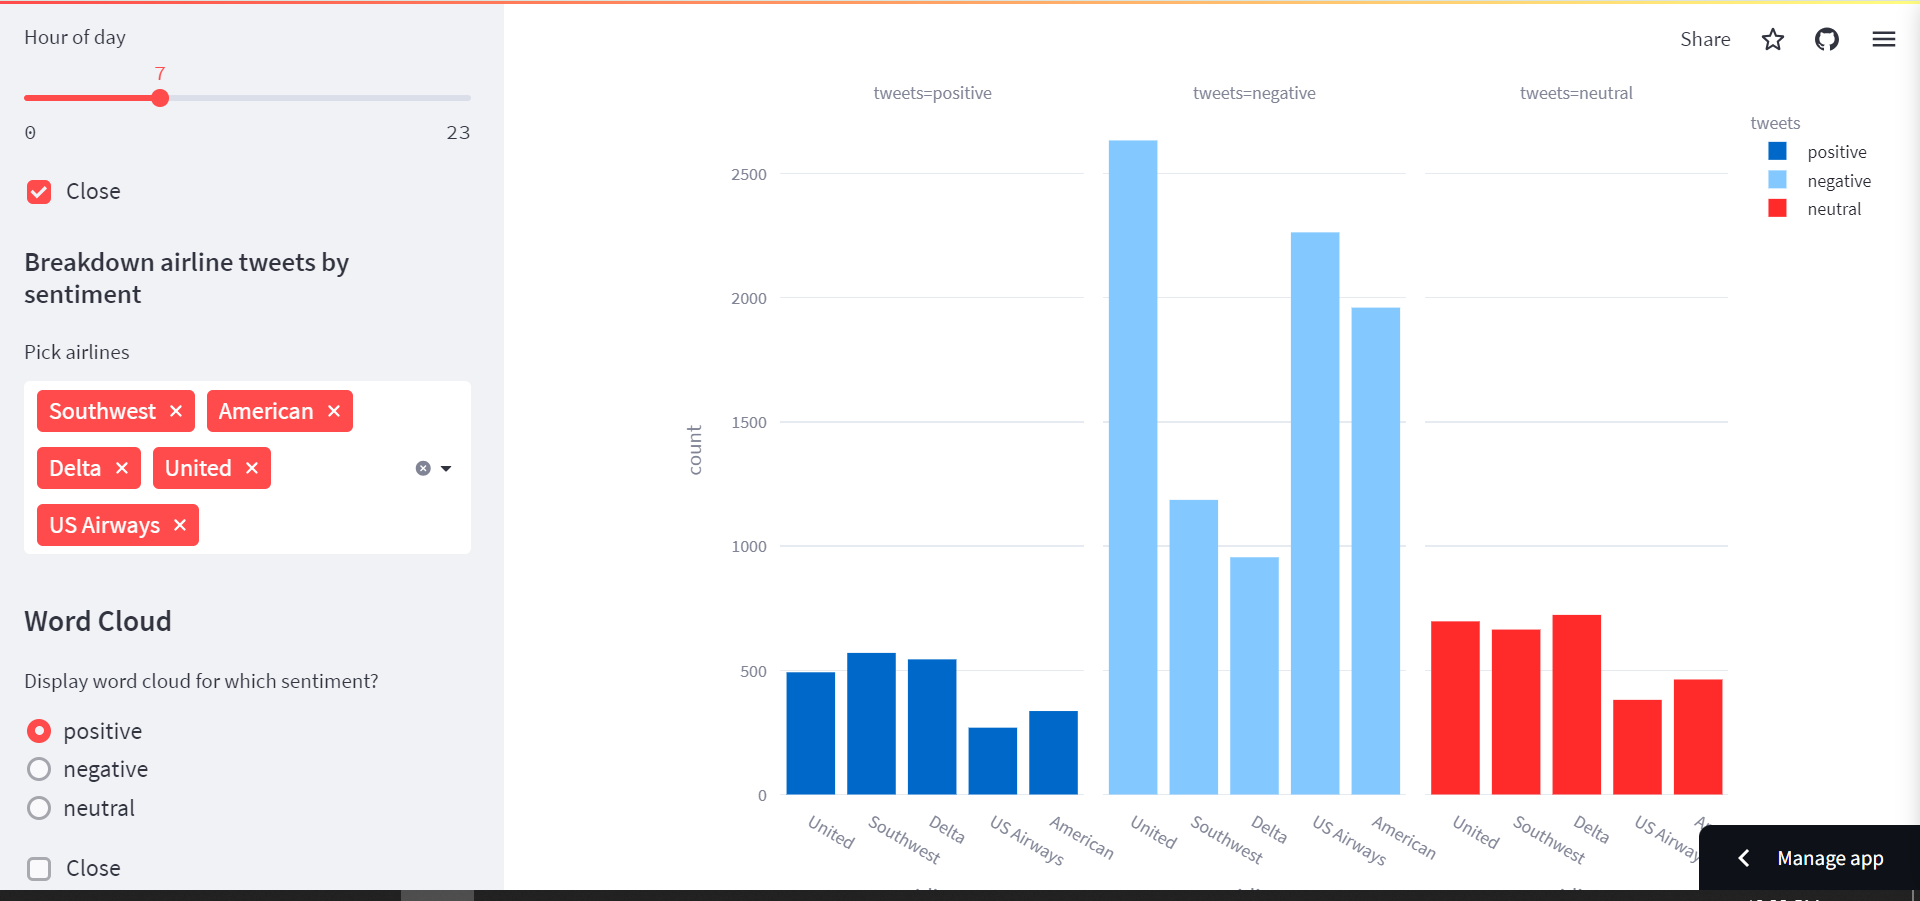 Hour of day
7
0 23
Close
Breakdown airline tweets by
sentiment
Pick airlines
Southwest American
Delta United
US Airways
Word Cloud
Display word cloud for which sentiment?
positive
negative
neutral
Close
Share
tweets=positive tweets=negative tweets=neutral
tweets
positive
negative
neutral
2500
2000
1500
1000
500
0
count
United Southwest Delta US Airways American
United Southwest Delta US Airways American
United Southwest Delta
Manage app